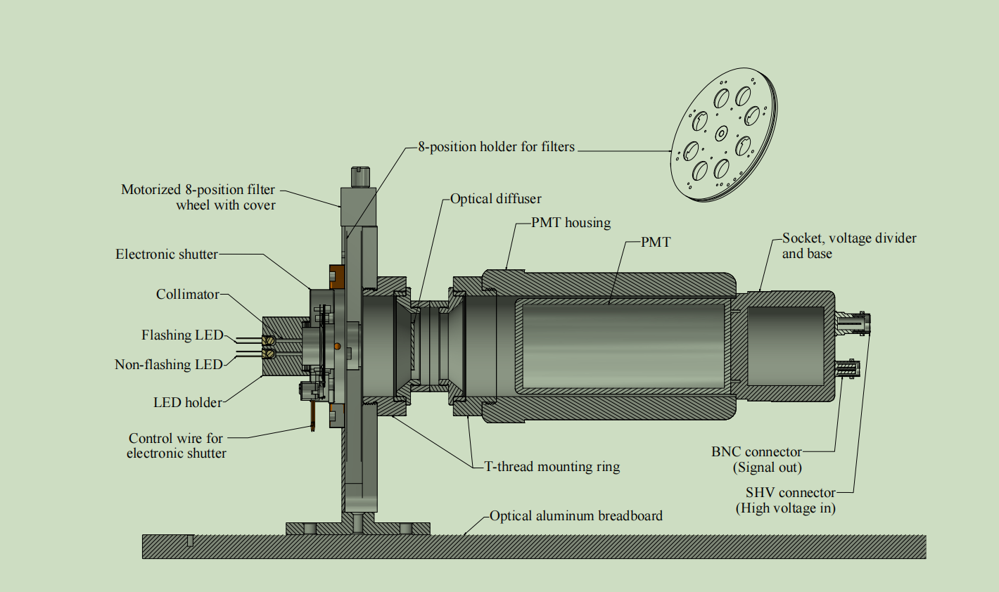 8-position holder for filters
Motorized 8-position filter
wheel with cover
Optical diffuser
PMT housing
PMT
Socket, voltage divider
and base
Electronic shutter
Collimator
Flashing LED
Non-flashing LED
LED holder
Control wire for
electronic shutter
T-thread mounting ring
BNC connector
(Signal out)
SHV connector
(High voltage in)
Optical aluminum breadboard